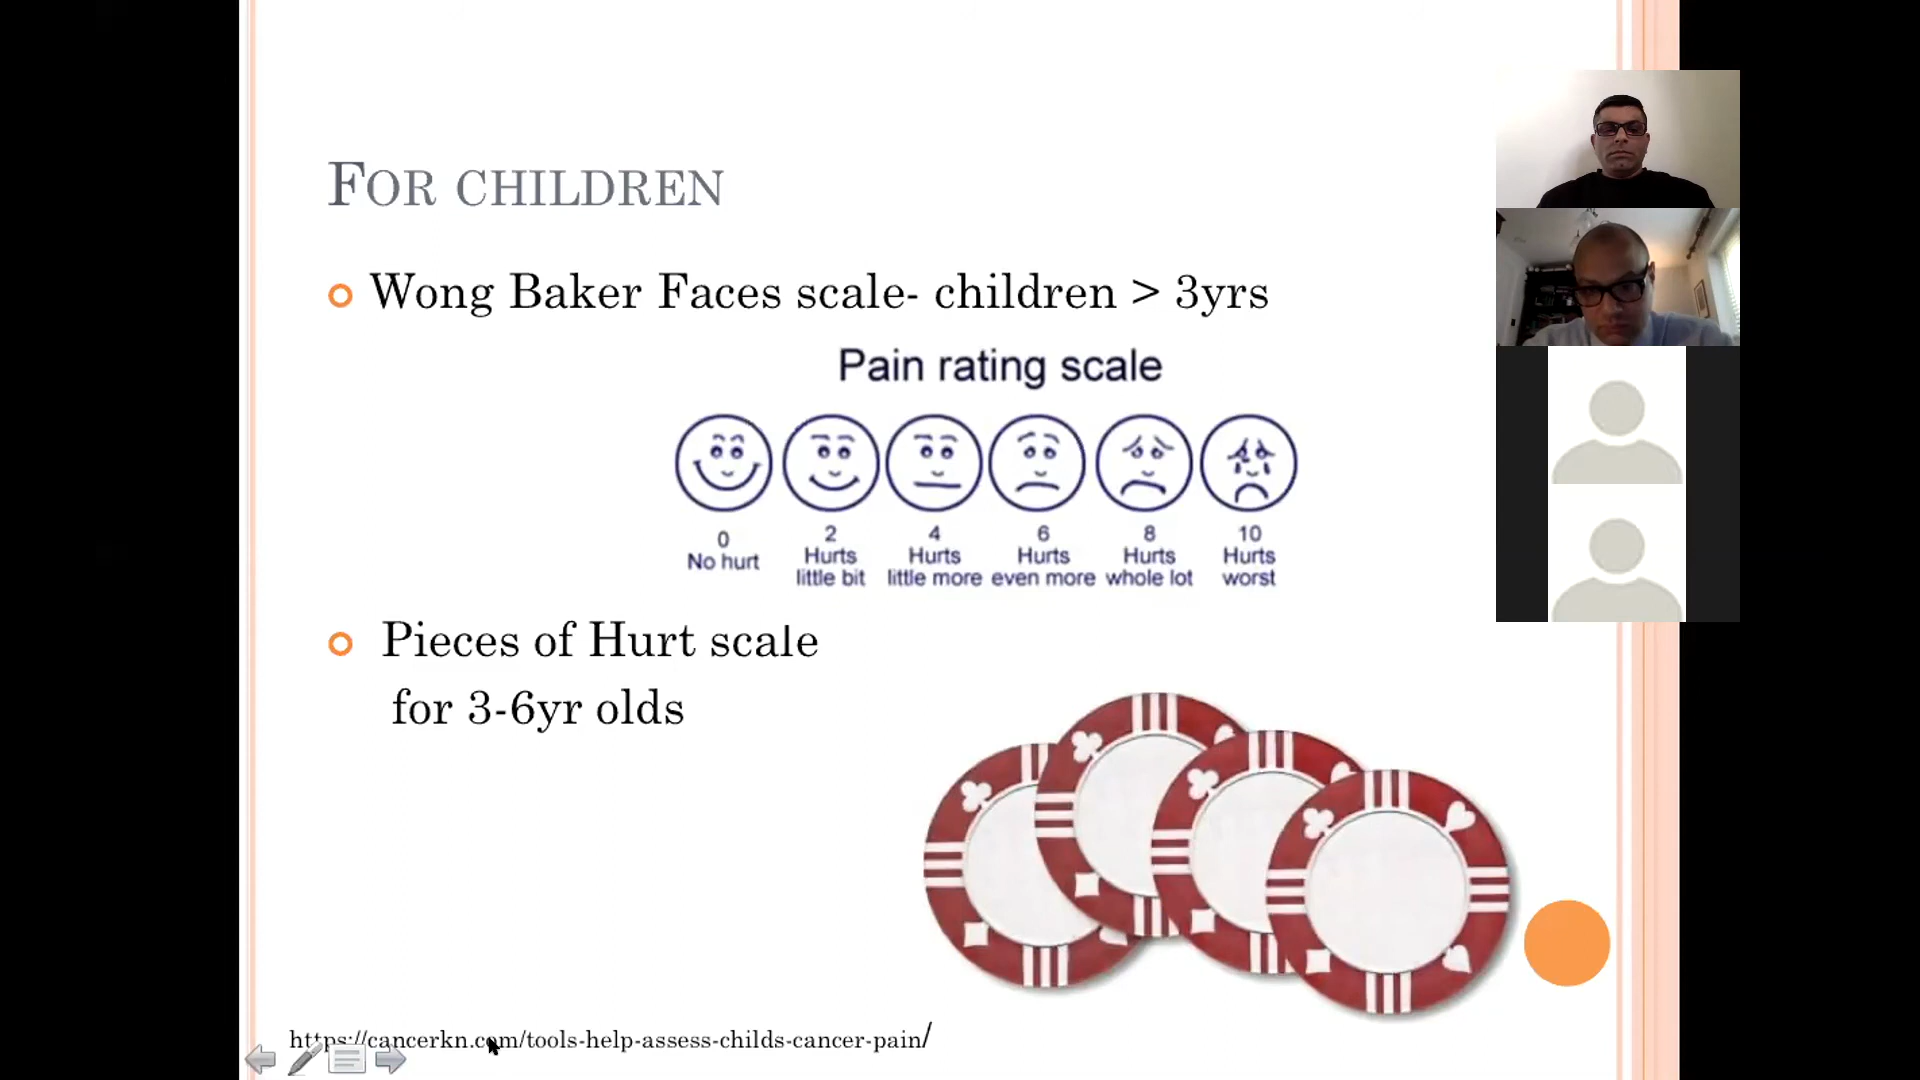 FOR CHILDREN
Wong Baker Faces scale- children > 3yrs
Pain rating scale
0 2 4 6 8 10
No hurt Hurts little bit Hurts little more Hurts even more Hurts whole lot Hurts worst
Pieces of Hurt scale
for 3-6yr olds
https://cancerkn.com/tools-help-assess-childs-cancer-pain/